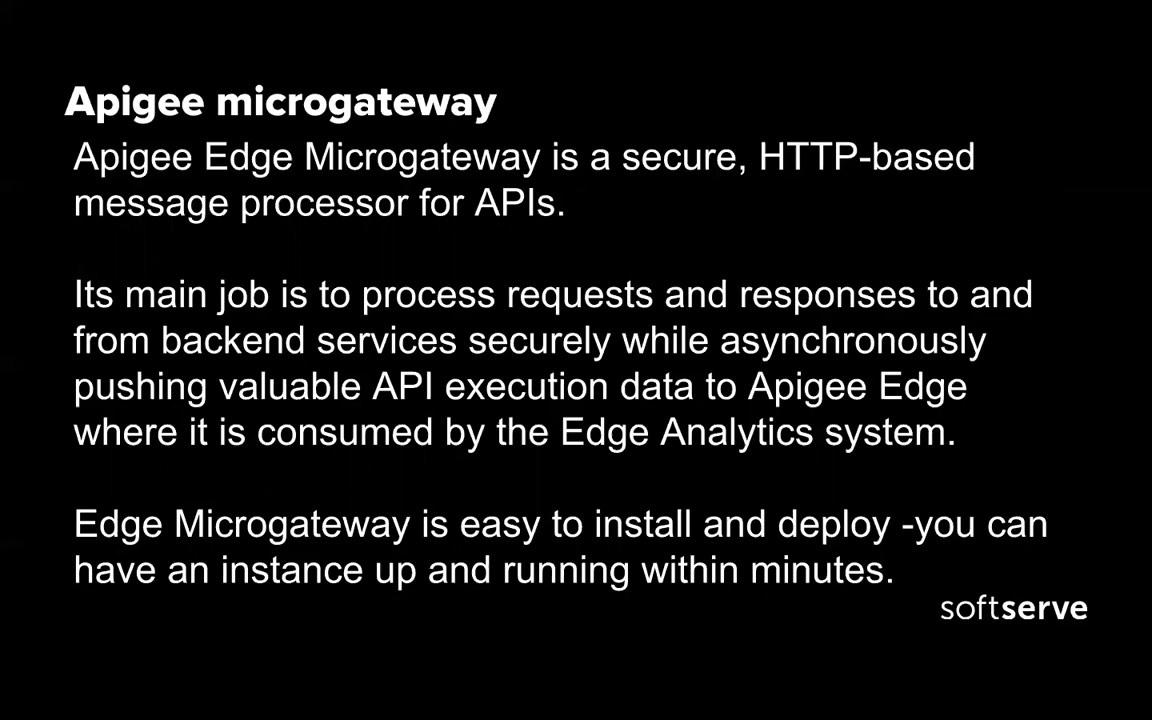 Apigee microgateway
Apigee Edge Microgateway is a secure, HTTP-based
message processor for APIs.
Its main job is to process requests and responses to and
from backend services securely while asynchronously
pushing valuable API execution data to Apigee Edge
where it is consumed by the Edge Analytics system.
Edge Microgateway is easy to install and deploy -you can
have an instance up and running within minutes.
softserve